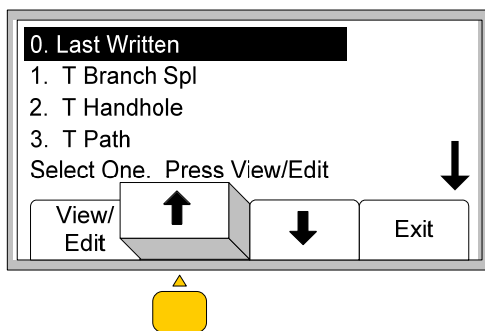 0. Last Written
1. T Branch Spl
2. T Handhole
3. T Path
Select One. Press View/Edit
View/
Edit
Exit